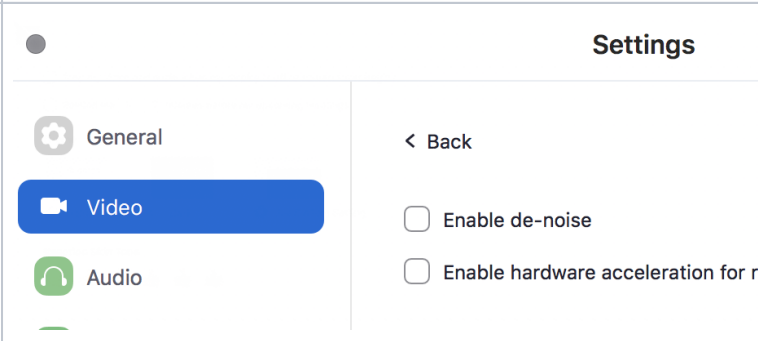 Settings
General
Back
Video
Enable de-noise
Audio
Enable hardware acceleration for